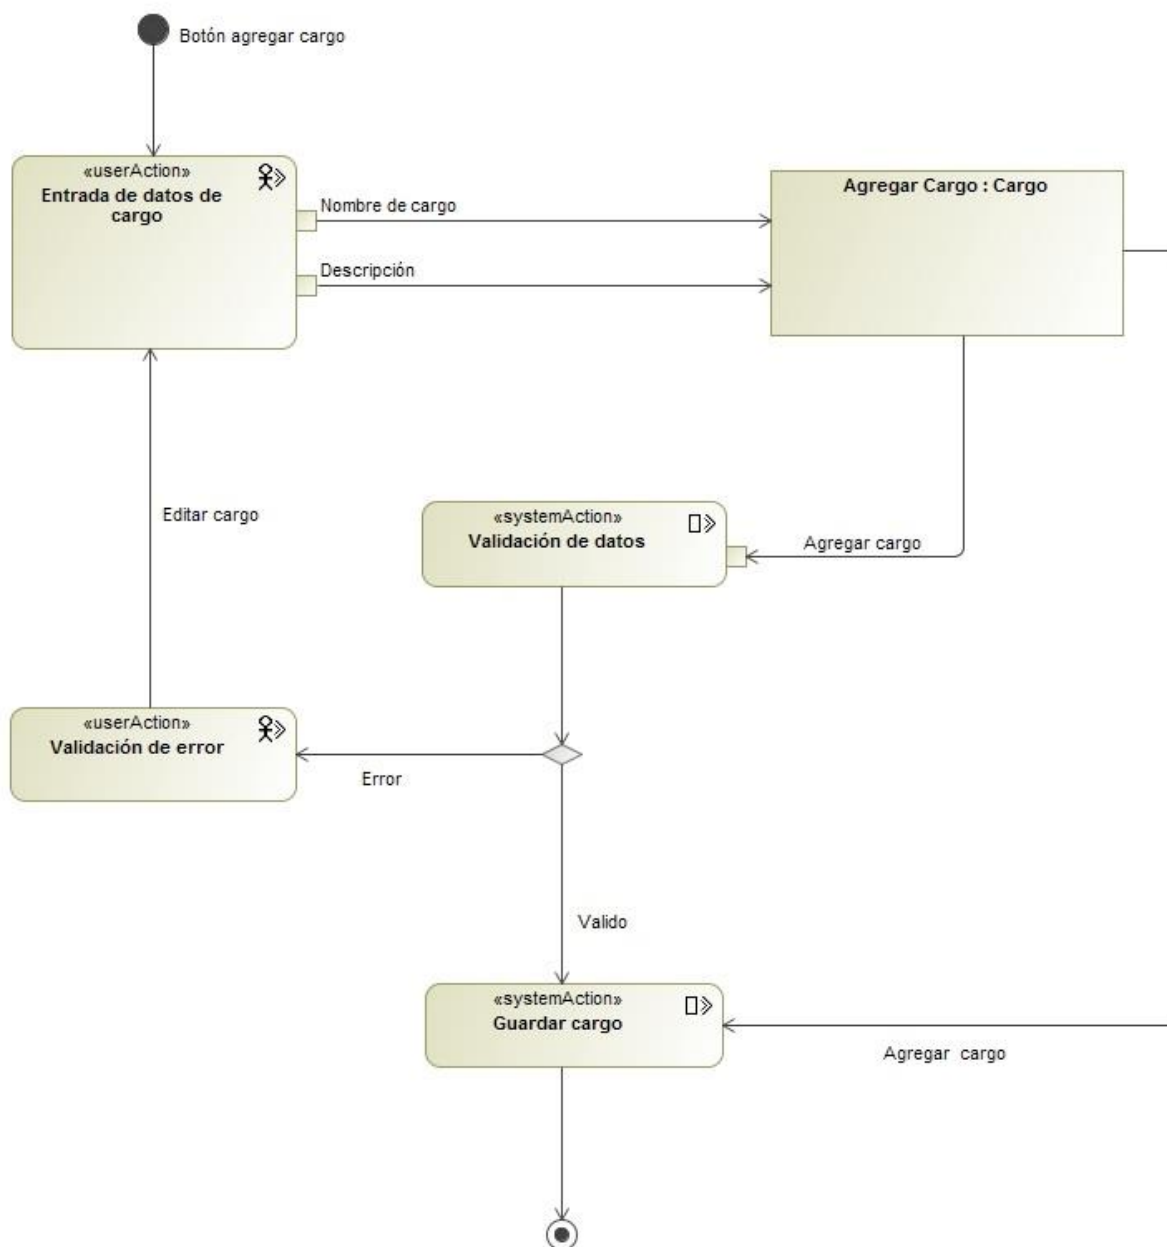 Botón agregar cargo
«userAction»
Entrada de datos de
cargo
Nombre de cargo
Descripción
Agregar Cargo : Cargo
Editar cargo
«systemAction»
Validación de datos
Agregar cargo
«userAction»
Validación de error
Error
Valido
«systemAction»
Guardar cargo
Agregar  cargo